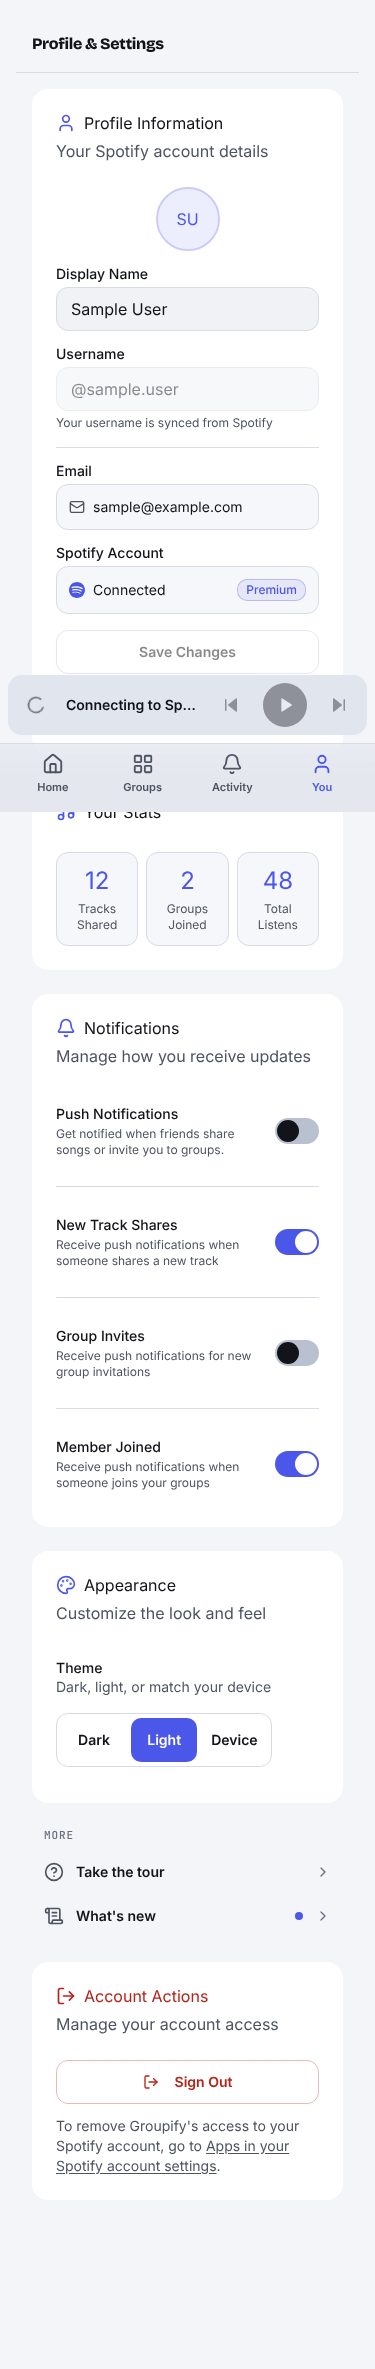 Profile & Settings
Profile Information
Your Spotify account details
SU
Display Name
Sample User
Username
@sample.user
Your username is synced from Spotify
Email
sample@example.com
Spotify Account
Connected
Premium
Save Changes
Connecting to Sp...
Home
Groups
Activity
You
Your Stats
12
Tracks
Shared
2
Groups
Joined
48
Total
Listens
Notifications
Manage how you receive updates
Push Notifications
Get notified when friends share
songs or invite you to groups.
New Track Shares
Receive push notifications when
someone shares a new track
Group Invites
Receive push notifications for new
group invitations
Member Joined
Receive push notifications when
someone joins your groups
Appearance
Customize the look and feel
Theme
Dark, light, or match your device
Dark
Light
Device
MORE
Take the tour
What's new
Account Actions
Manage your account access
Sign Out
To remove Groupify's access to your
Spotify account, go to Apps in your
Spotify account settings.